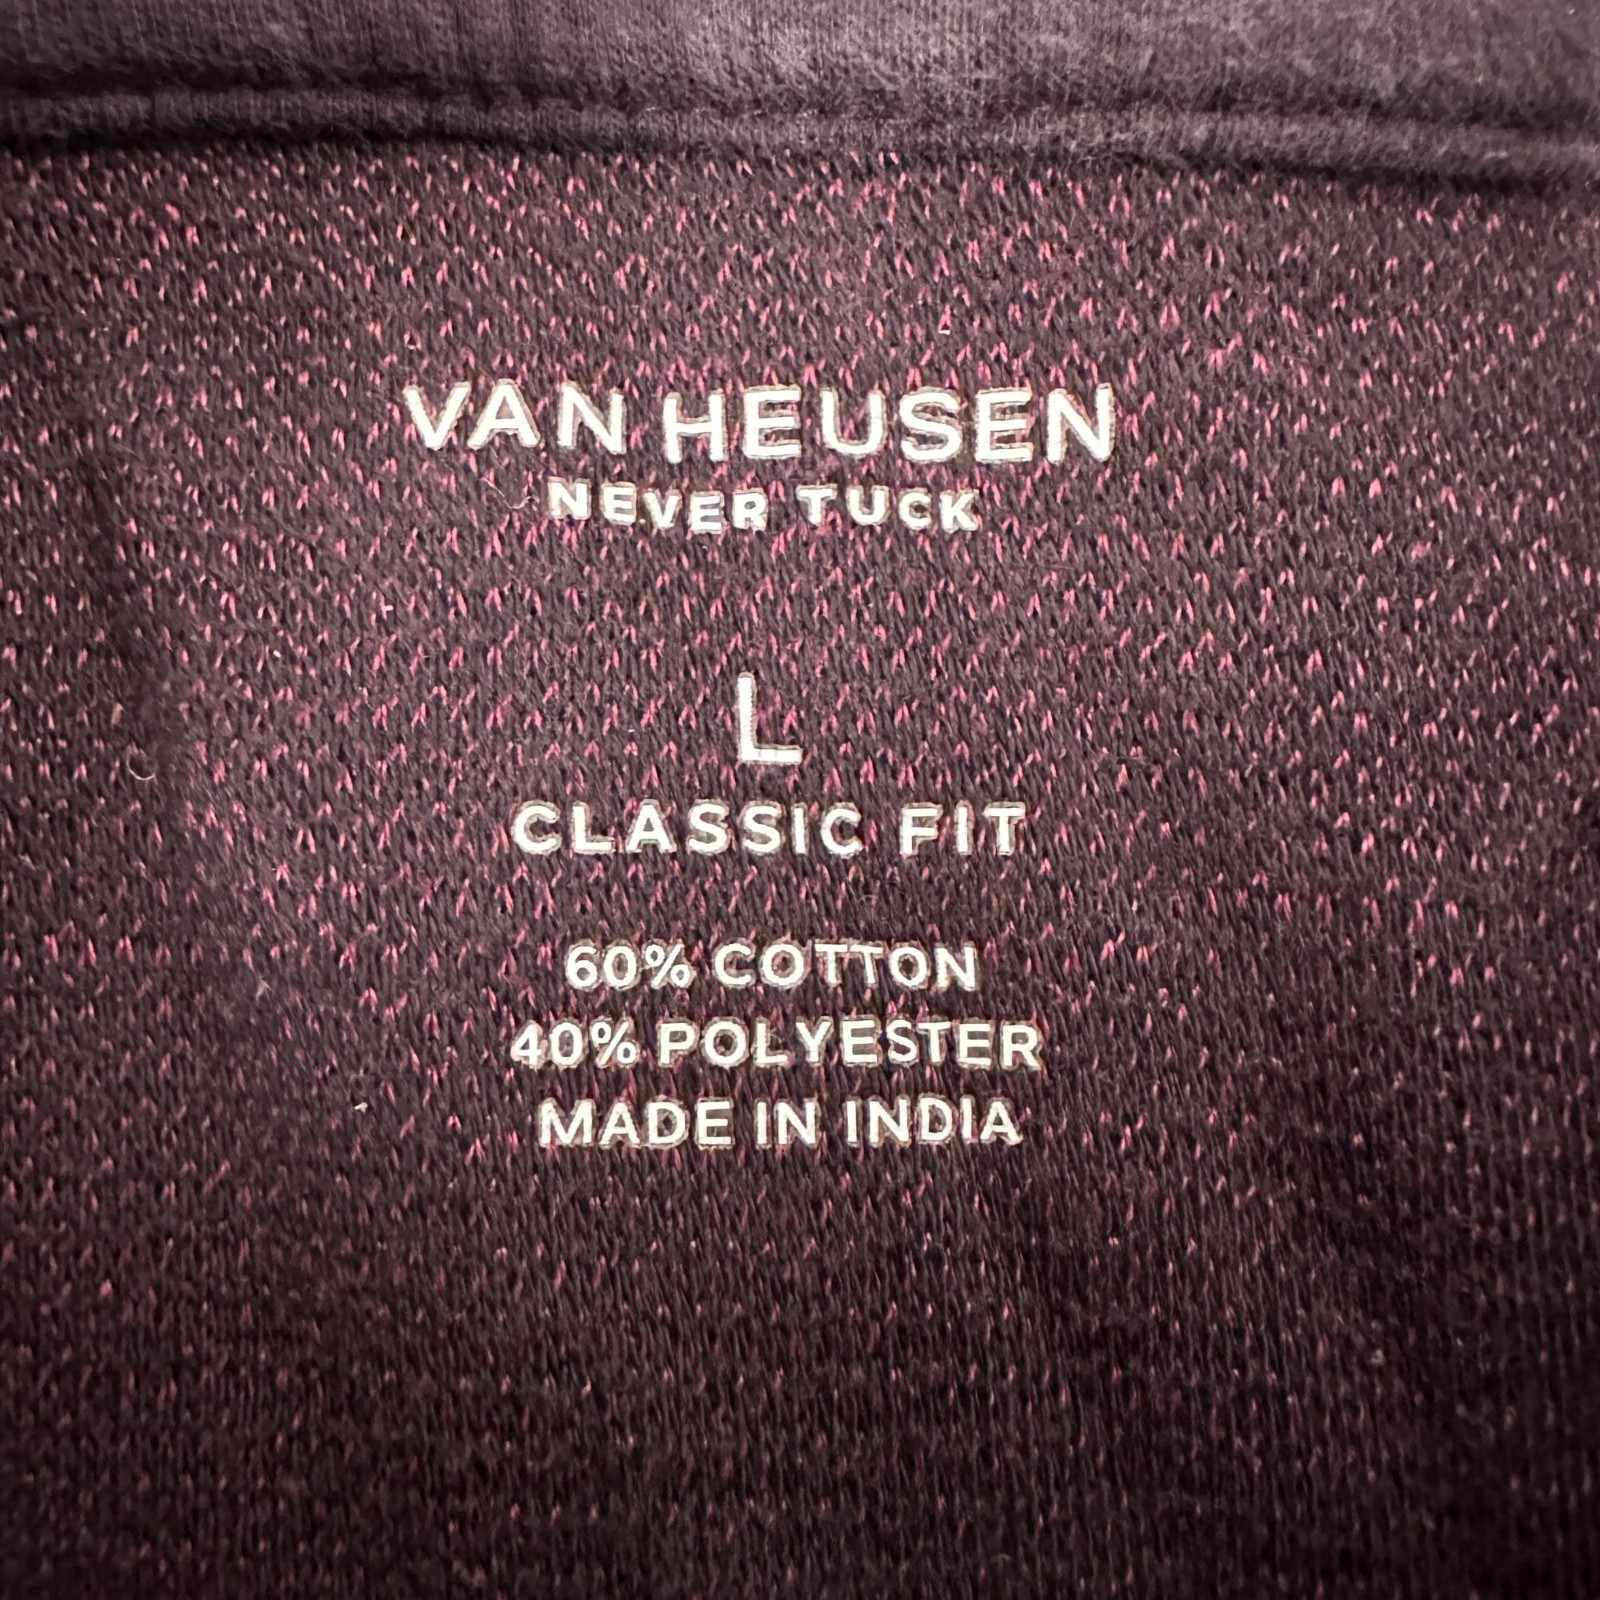 VAN HEUSEN
NEVER TUCK
L
CLASSIC FIT
60% COTTON
40% POLYESTER
MADE IN INDIA